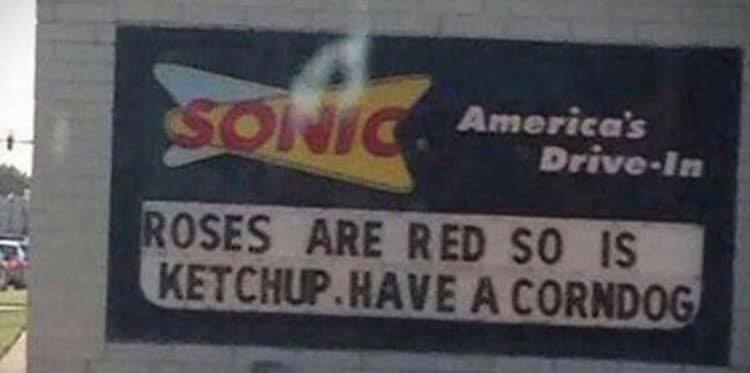 SONIC
America's
Drive-In
ROSES ARE RED SO IS
KETCHUP. HAVE A CORNDOG